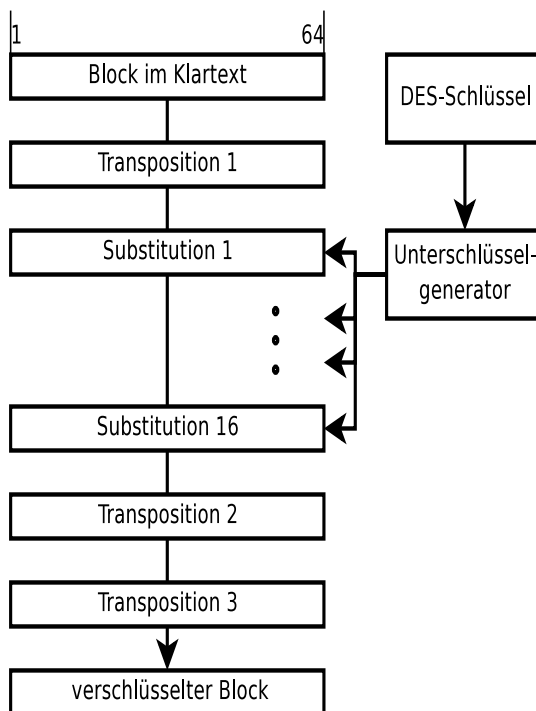 1 64
Block im Klartext
DES-Schlüssel
Transposition 1
Substitution 1
Unterschlüssel-
generator
Substitution 16
Transposition 2
Transposition 3
verschlüsselter Block